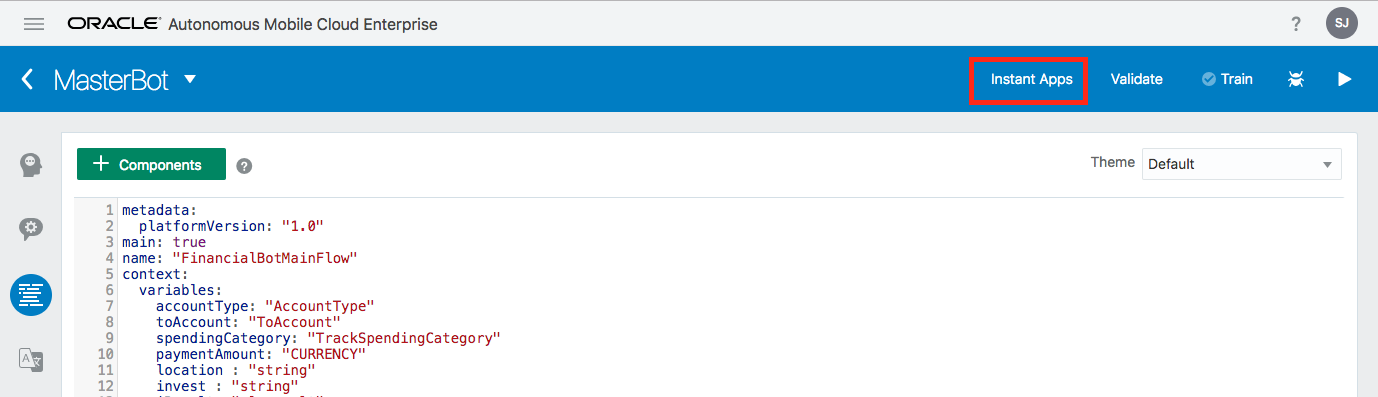 ORACLE® Autonomous Mobile Cloud Enterprise ? SJ
MasterBot Instant Apps Validate Train
+ Components ? Theme Default
1 metadata:
2 platformVersion: "1.0"
3 main: true
4 name: "FinancialBotMainFlow"
5 context:
6 variables:
7 accountType: "AccountType"
8 toAccount: "ToAccount"
9 spendingCategory: "TrackSpendingCategory"
10 paymentAmount: "CURRENCY"
11 location : "string"
12 invest : "string"
A文